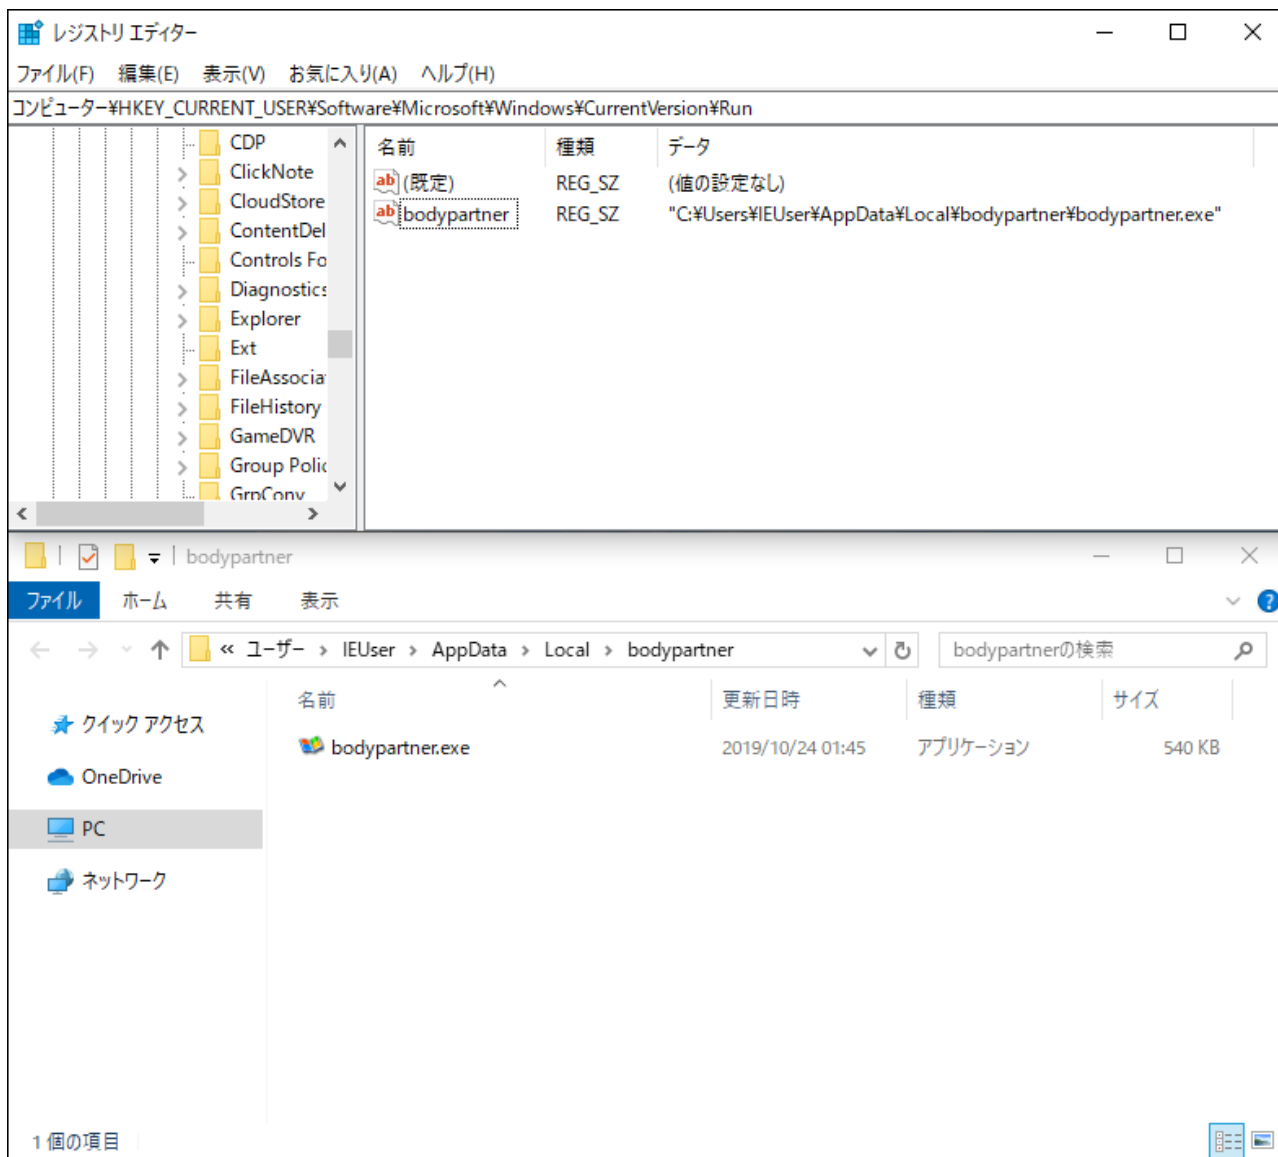 レジストリ エディター
ファイル(F) 編集(E) 表示(V) お気に入り(A) ヘルプ(H)
コンピューター¥HKEY_CURRENT_USER¥Software¥Microsoft¥Windows¥CurrentVersion¥Run
CDP
ClickNote
CloudStore
ContentDel
Controls Fo
Diagnostics
Explorer
Ext
FileAssocia
FileHistory
GameDVR
Group Polic
GrpConv
名前 種類 データ
ab (既定) REG_SZ (値の設定なし)
ab bodypartner REG_SZ "C:¥Users¥IEUser¥AppData¥Local¥bodypartner¥bodypartner.exe"
bodypartner
ファイル ホーム 共有 表示
« ユーザー › IEUser › AppData › Local › bodypartner bodypartnerの検索
クイック アクセス
OneDrive
PC
ネットワーク
名前 更新日時 種類 サイズ
bodypartner.exe 2019/10/24 01:45 アプリケーション 540 KB
1 個の項目